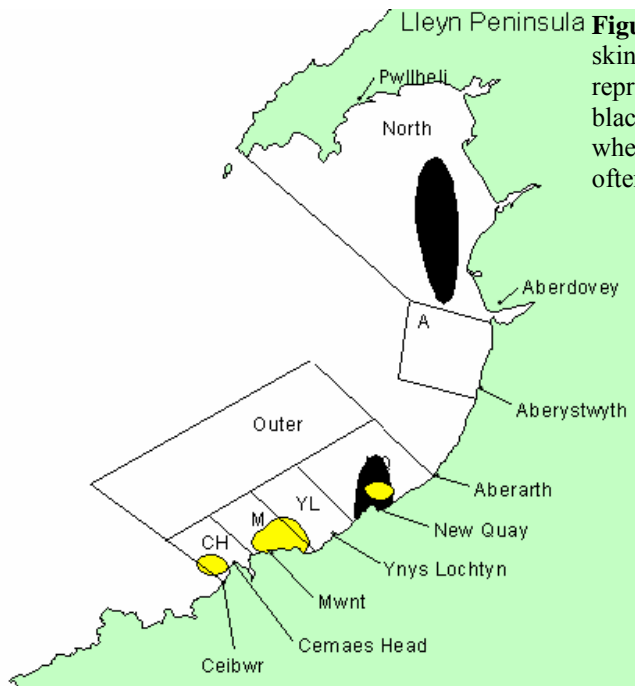 Lleyn Peninsula
Figu
skin
repr
blac
whe
ofte
Pwllheli
North
Aberdovey
A
Aberystwyth
Outer
Aberarth
YL
M
New Quay
CH
Ynys Lochtyn
Mwnt
Cemaes Head
Ceibwr